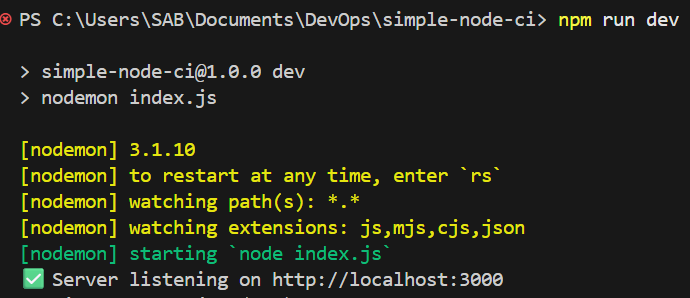 PS C:\Users\SAB\Documents\DevOps\simple-node-ci> npm run dev
> simple-node-ci@1.0.0 dev
> nodemon index.js
[nodemon] 3.1.10
[nodemon] to restart at any time, enter `rs`
[nodemon] watching path(s): *.*
[nodemon] watching extensions: js,mjs,cjs,json
[nodemon] starting `node index.js`
✅ Server listening on http://localhost:3000